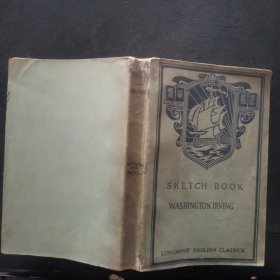 SKETCH-BOOK
WASHINGTON IRVING
LONGMANS' ENGLISH CLASSICS